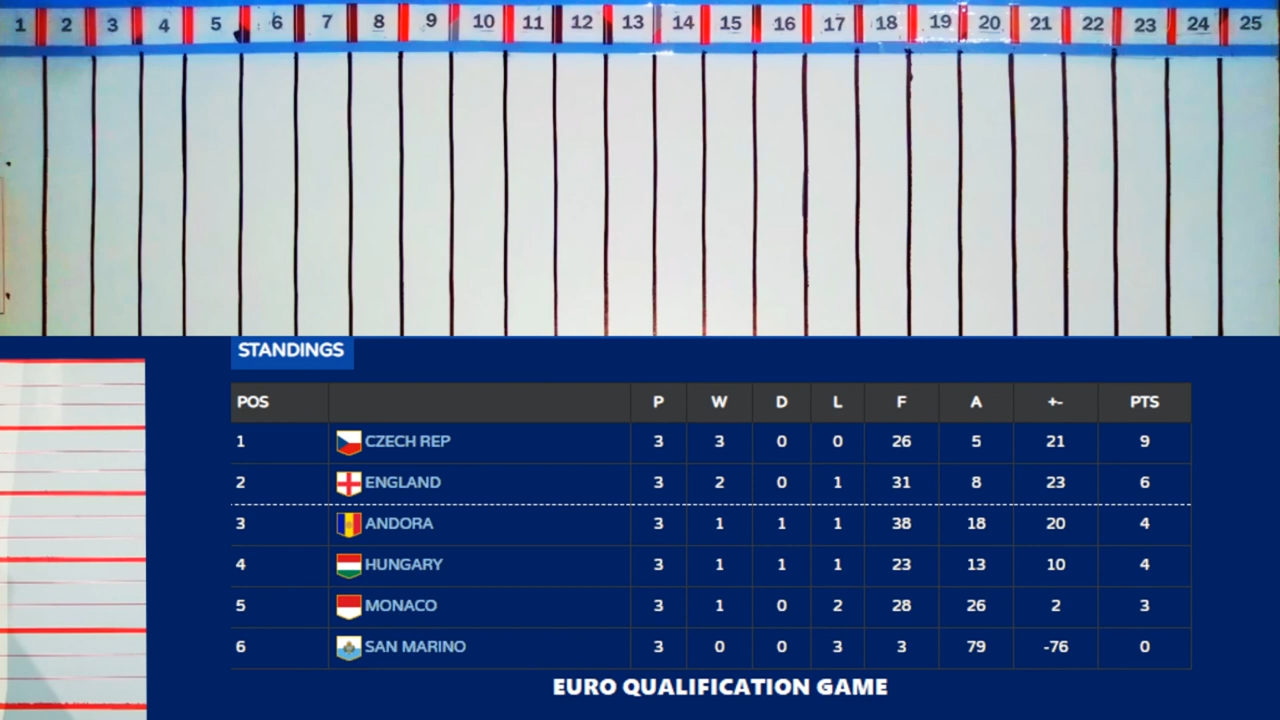 1 2 3 4 5 6 7 8 9 10 11 12 13 14 15 16 17 18 19 20 21 22 23 24 25
STANDINGS
POS P W D L F A +- PTS
1 CZECH REP 3 3 0 0 26 5 21 9
2 ENGLAND 3 2 0 1 31 8 23 6
3 ANDORA 3 1 1 1 38 18 20 4
4 HUNGARY 3 1 1 1 23 13 10 4
5 MONACO 3 1 0 2 28 26 2 3
6 SAN MARINO 3 0 0 3 3 79 -76 0
EURO QUALIFICATION GAME